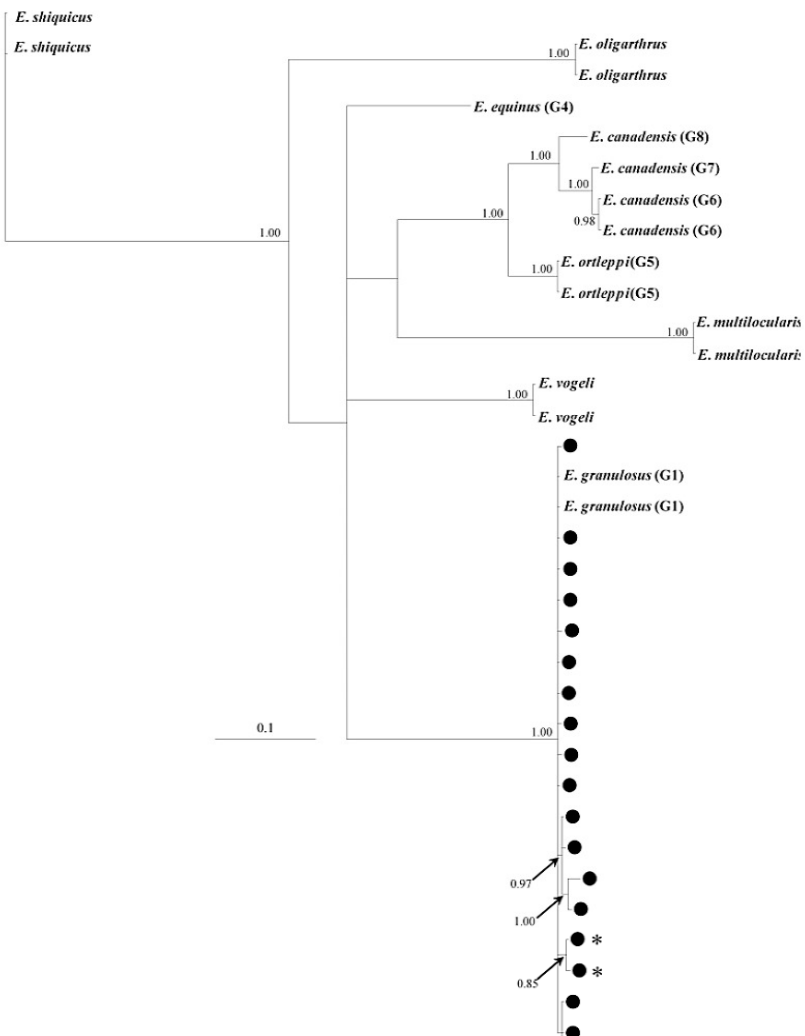 E. shiquicus
E. shiquicus
1.00
E. oligarthrus
E. oligarthrus
E. equinus (G4)
E. canadensis (G8)
1.00
E. canadensis (G7)
1.00
E. canadensis (G6)
1.00
0.98
E. canadensis (G6)
1.00
E. ortleppi(G5)
1.00
E. ortleppi(G5)
E. multilocularis
1.00
E. multilocularis
E. vogeli
1.00
E. vogeli
E. granulosus (G1)
E. granulosus (G1)
0.1
1.00
0.97
1.00
*
*
0.85